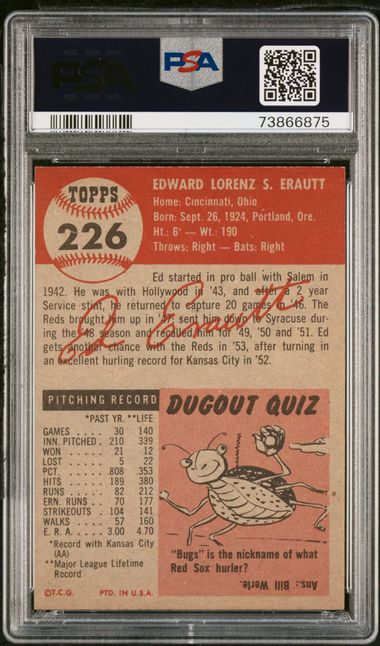 PSA
PSA
73866875
TOPPS
226
EDWARD LORENZ S. ERAUTT
Home: Cincinnati, Ohio
Born: Sept. 26, 1924, Portland, Ore.
Ht.: 6' — Wt.: 190
Throws: Right — Bats: Right
Ed started in pro ball with Salem in
1942. He was with Hollywood in '43, and after a 2 year
Service stint, he returned to capture 20 games in '46. The
Reds brought him up in '47, sent him down to Syracuse during
the '48 season and recalled him for '49, '50 and '51. Ed
gets another chance with the Reds in '53, after turning in
an excellent hurling record for Kansas City in '52.
Ed Erautt
PITCHING RECORD
*PAST YR. **LIFE
GAMES . . . . 30 140
INN. PITCHED . 210 339
WON . . . . 21 12
LOST . . . . 5 22
PCT. . . . . 808 353
HITS . . . . 189 380
RUNS . . . . 82 212
ERN. RUNS . . 70 177
STRIKEOUTS . 104 141
WALKS . . . 57 160
E. R. A. . . . 3.00 4.70
*Record with Kansas City
(AA)
**Major League Lifetime
Record
©T.C.G. PTD. IN U.S.A.
DUGOUT QUIZ
"Bugs" is the nickname of what
Red Sox hurler?
Ans.: Bill Werle.
PSA